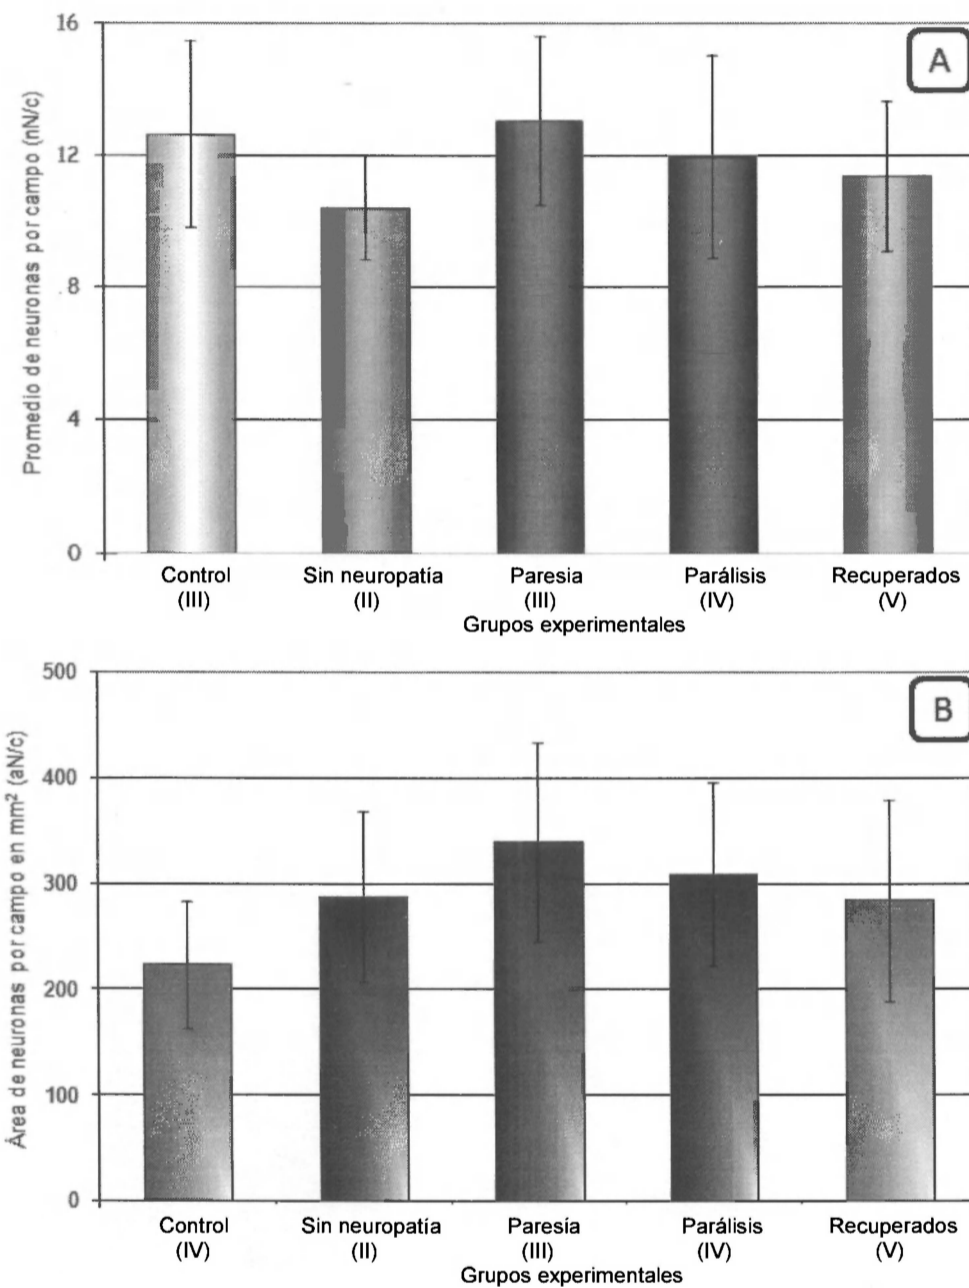 Promedio de neuronas por campo (nN/c)
16
12
8
4
0
A
Control
(III)
Sin neuropatía
(II)
Paresia
(III)
Parálisis
(IV)
Recuperados
(V)
Grupos experimentales
Área de neuronas por campo en mm² (aN/c)
500
400
300
200
100
0
B
Control
(IV)
Sin neuropatía
(II)
Paresia
(III)
Parálisis
(IV)
Recuperados
(V)
Grupos experimentales